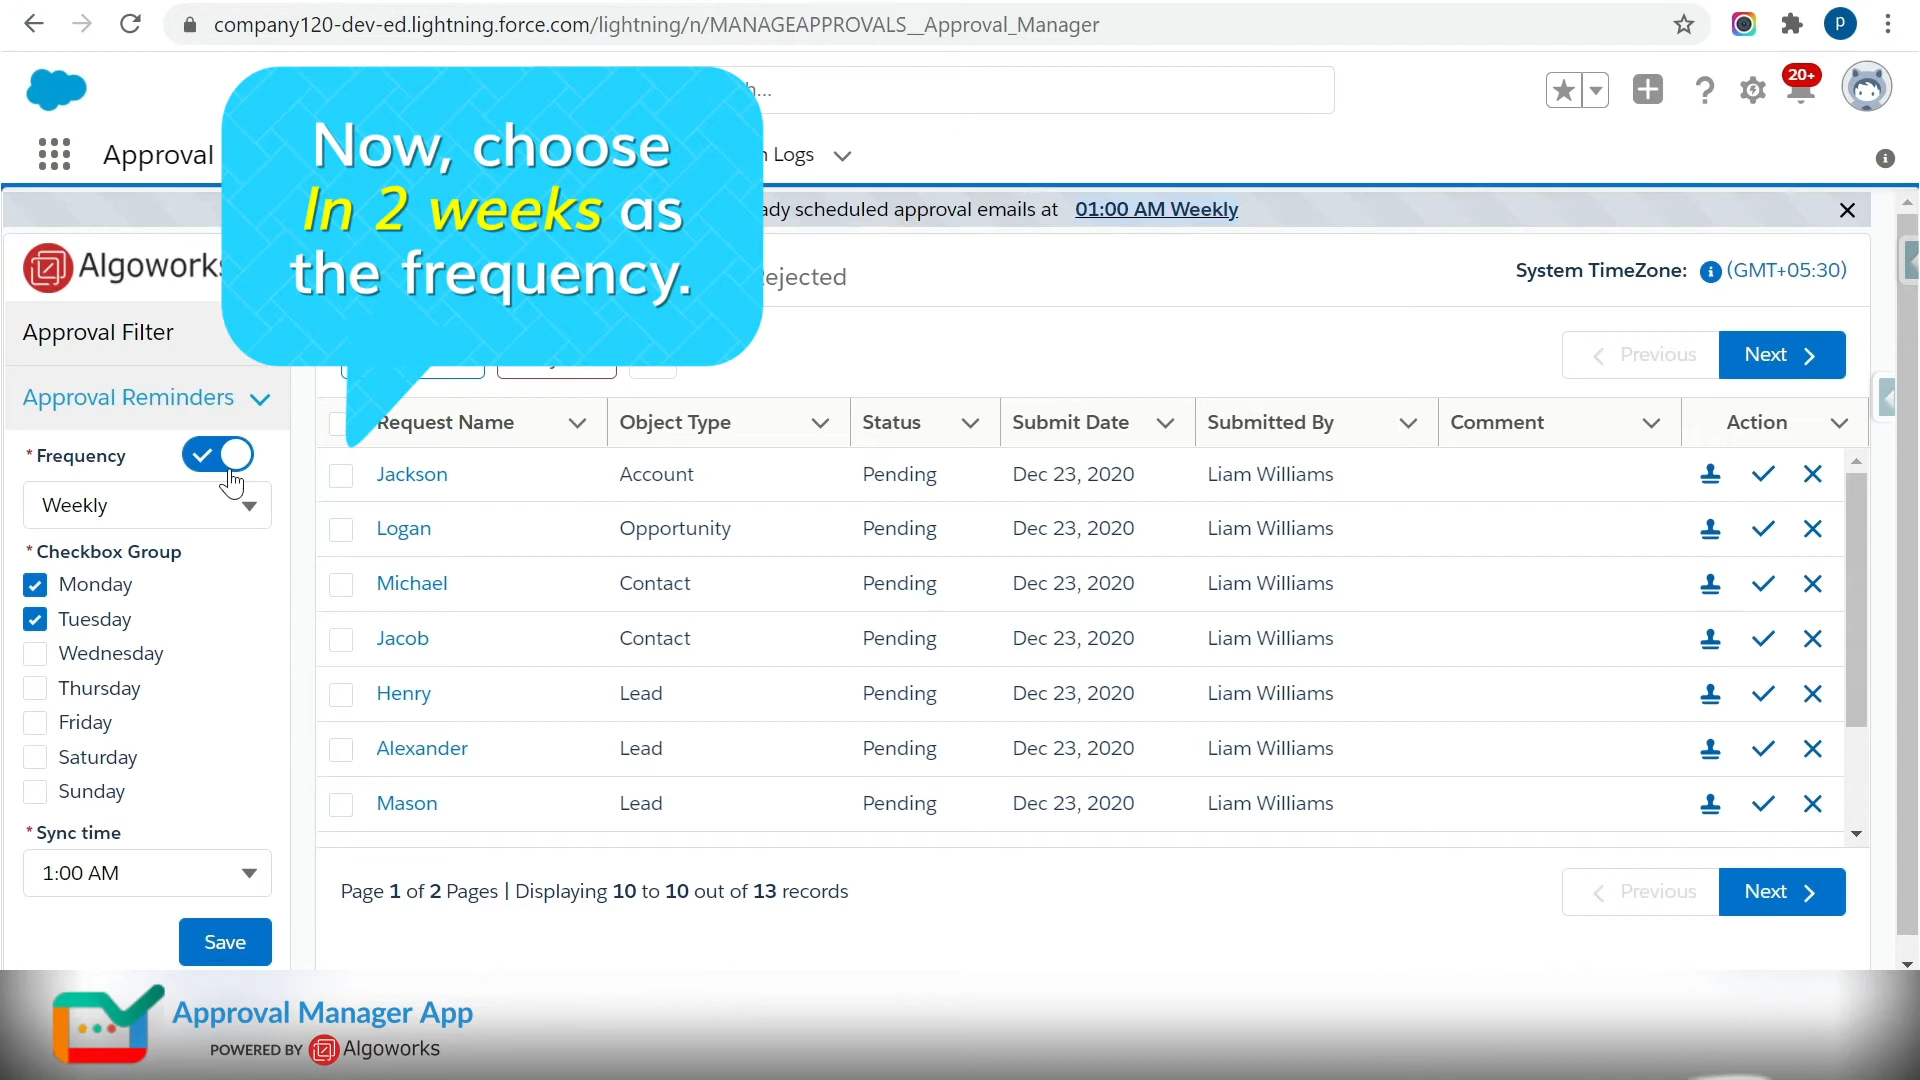 company120-dev-ed.lightning.force.com/lightning/n/MANAGEAPPROVALS__Approval_Manager
p
20+
Approval
Logs
Now, choose
In 2 weeks as
the frequency.
scheduled approval emails at 01:00 AM Weekly
Algoworks
System TimeZone: (GMT+05:30)
Approval Filter
Previous Next
Approval Reminders
Request Name Object Type Status Submit Date Submitted By Comment Action
* Frequency
Weekly
Jackson Account Pending Dec 23, 2020 Liam Williams
Logan Opportunity Pending Dec 23, 2020 Liam Williams
Michael Contact Pending Dec 23, 2020 Liam Williams
Jacob Contact Pending Dec 23, 2020 Liam Williams
Henry Lead Pending Dec 23, 2020 Liam Williams
Alexander Lead Pending Dec 23, 2020 Liam Williams
Mason Lead Pending Dec 23, 2020 Liam Williams
* Checkbox Group
Monday
Tuesday
Wednesday
Thursday
Friday
Saturday
Sunday
* Sync time
1:00 AM
Save
Page 1 of 2 Pages | Displaying 10 to 10 out of 13 records
Previous Next
Approval Manager App
POWERED BY Algoworks